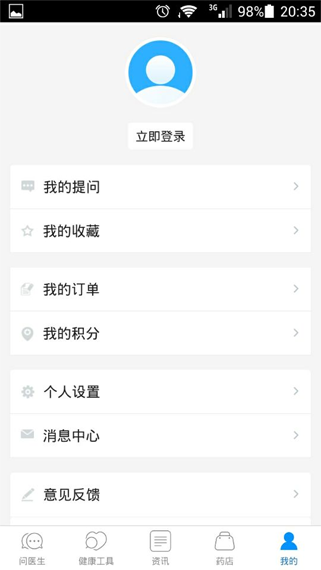 3G 98% 20:35
立即登录
我的提问
我的收藏
我的订单
我的积分
个人设置
消息中心
意见反馈
问医生 健康工具 资讯 药店 我的